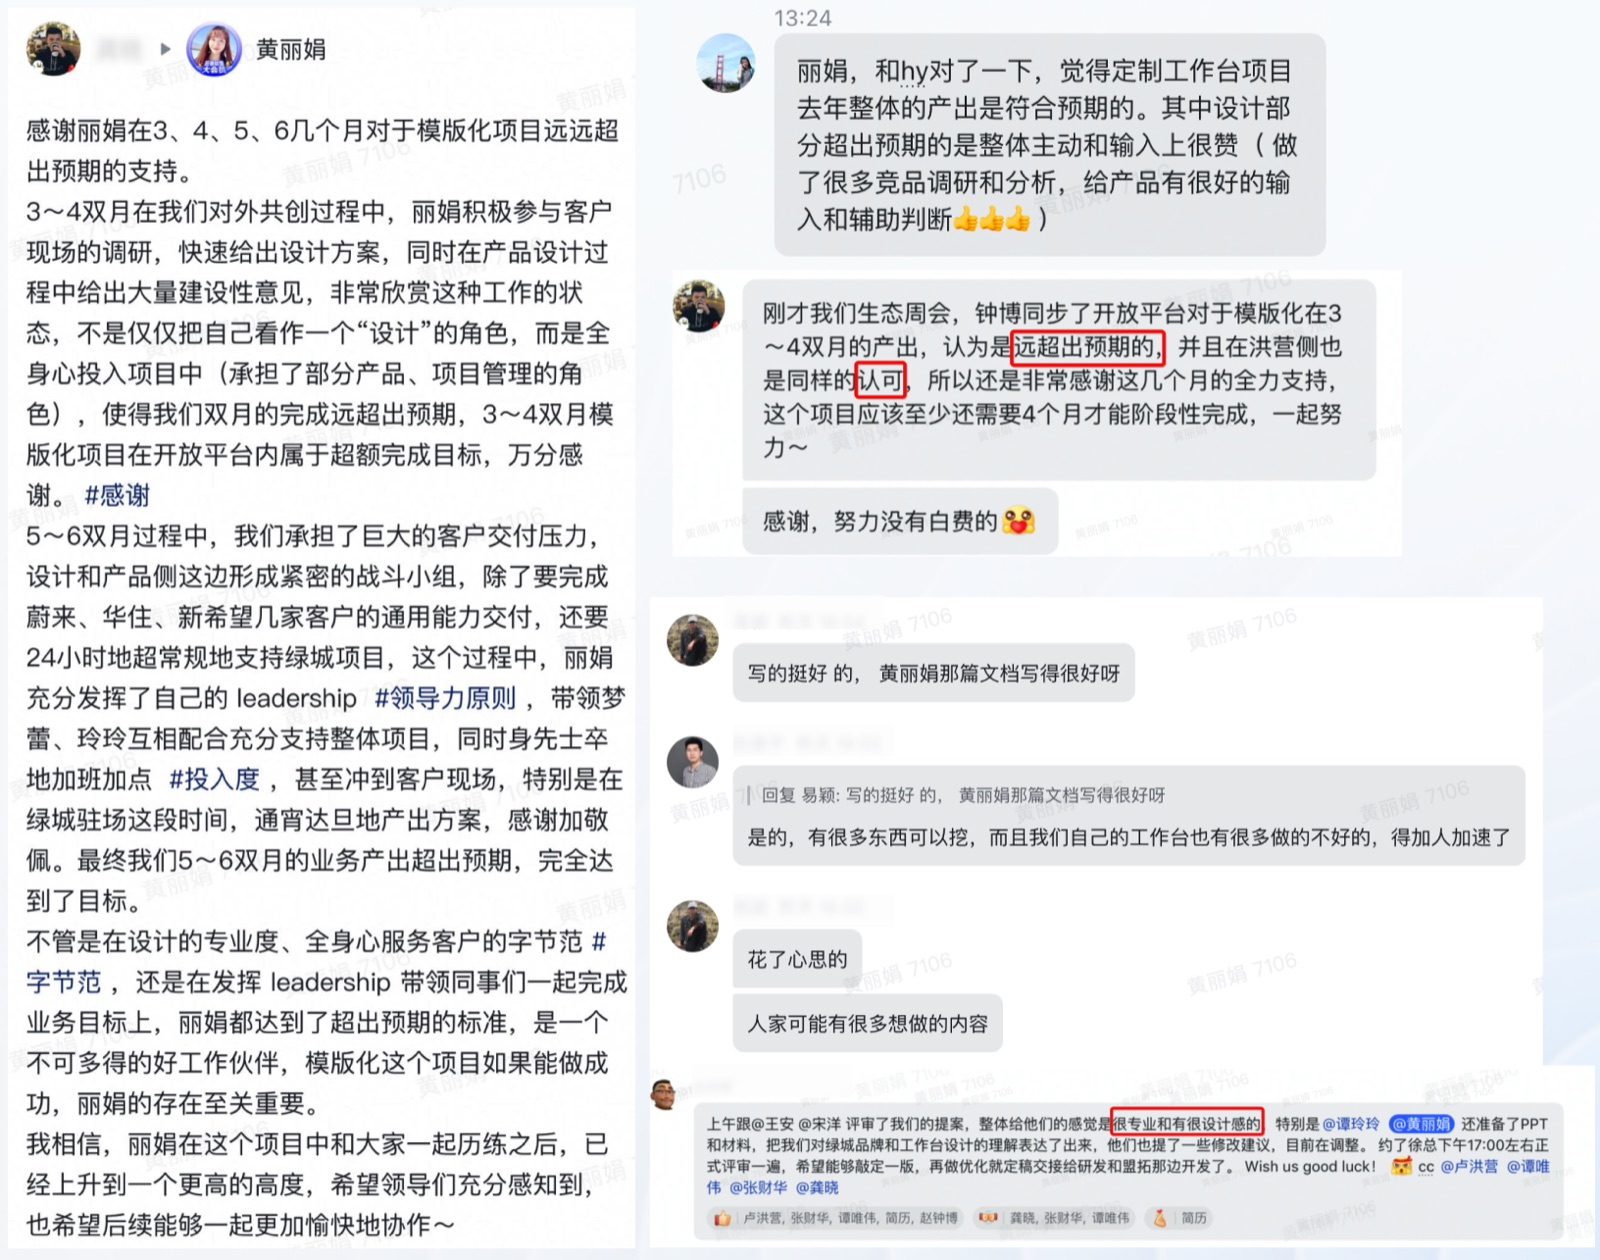 黄丽娟
感谢丽娟在3、4、5、6几个月对于模版化项目远远超
出预期的支持。
3～4双月在我们对外共创过程中，丽娟积极参与客户
现场的调研，快速给出设计方案，同时在产品设计过
程中给出大量建设性意见，非常欣赏这种工作的状
态，不是仅仅把自己看作一个“设计”的角色，而是全
身心投入项目中（承担了部分产品、项目管理的角
色），使得我们双月的完成远超出预期，3～4双月模
版化项目在开放平台内属于超额完成目标，万分感
谢。 #感谢
5～6双月过程中，我们承担了巨大的客户交付压力，
设计和产品侧这边形成紧密的战斗小组，除了要完成
蔚来、华住、新希望几家客户的通用能力交付，还要
24小时地超常规地支持绿城项目，这个过程中，丽娟
充分发挥了自己的 leadership #领导力原则 ，带领梦
蕾、玲玲互相配合充分支持整体项目，同时身先士卒
地加班加点 #投入度 ，甚至冲到客户现场，特别是在
绿城驻场这段时间，通宵达旦地产出方案，感谢加敬
佩。最终我们5～6双月的业务产出超出预期，完全达
到了目标。
不管是在设计的专业度、全身心服务客户的字节范 #
字节范 ，还是在发挥 leadership 带领同事们一起完成
业务目标上，丽娟都达到了超出预期的标准，是一个
不可多得的好工作伙伴，模版化这个项目如果能做成
功，丽娟的存在至关重要。
我相信，丽娟在这个项目中和大家一起历练之后，已
经上升到一个更高的高度，希望领导们充分感知到，
也希望后续能够一起更加愉快地协作～
13:24
丽娟，和hy对了一下，觉得定制工作台项目
去年整体的产出是符合预期的。其中设计部
分超出预期的是整体主动和输入上很赞（ 做
了很多竞品调研和分析，给产品有很好的输
入和辅助判断👍👍👍 ）
刚才我们生态周会，钟博同步了开放平台对于模版化在3
～4双月的产出，认为是远超出预期的，并且在洪营侧也
是同样的认可，所以还是非常感谢这几个月的全力支持，
这个项目应该至少还需要4个月才能阶段性完成，一起努
力～
感谢，努力没有白费的
写的挺好 的， 黄丽娟那篇文档写得很好呀
回复 易颖: 写的挺好 的， 黄丽娟那篇文档写得很好呀
是的，有很多东西可以挖，而且我们自己的工作台也有很多做的不好的，得加人加速了
花了心思的
人家可能有很多想做的内容
上午跟@王安 @宋洋 评审了我们的提案，整体给他们的感觉是很专业和有很设计感的 特别是 @谭玲玲 @黄丽娟 还准备了PPT
和材料，把我们对绿城品牌和工作台设计的理解表达了出来，他们也提了一些修改建议，目前在调整。 约了徐总下午17:00左右正
式评审一遍，希望能够敲定一版，再做优化就定稿交接给研发和盟拓那边开发了。 Wish us good luck！ cc @卢洪营 @谭唯
伟 @张财华 @龚晓
卢洪营, 张财华, 谭唯伟, 简历, 赵钟博 龚晓, 张财华, 谭唯伟 简历
黄丽娟 7106